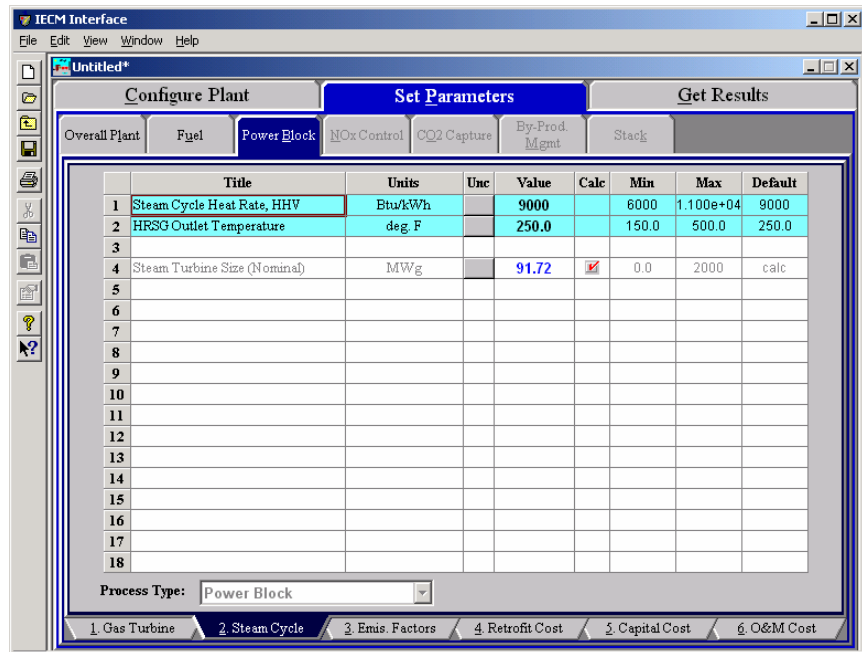 IECM Interface
File Edit View Window Help
Untitled*
Configure Plant Set Parameters Get Results
Overall Plant Fuel Power Block NOx Control CO2 Capture By-Prod. Mgmt Stack
Title Units Unc Value Calc Min Max Default
1 Steam Cycle Heat Rate, HHV Btu/kWh 9000 6000 1.100e+04 9000
2 HRSG Outlet Temperature deg. F 250.0 150.0 500.0 250.0
3
4 Steam Turbine Size (Nominal) MWg 91.72 0.0 2000 calc
5
6
7
8
9
10
11
12
13
14
15
16
17
18
Process Type: Power Block
1. Gas Turbine 2. Steam Cycle 3. Emis. Factors 4. Retrofit Cost 5. Capital Cost 6. O&M Cost